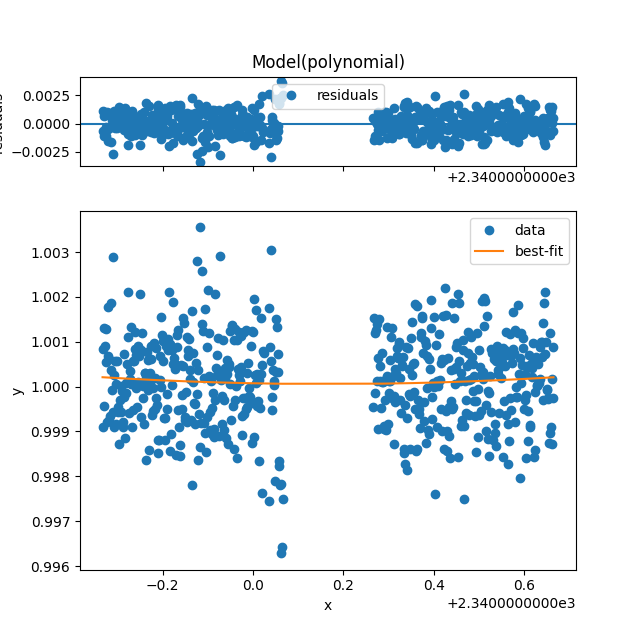 Model(polynomial)
0.0025
0.0000
−0.0025
residuals
+2.3400000000e3
1.003
1.002
1.001
1.000
0.999
0.998
0.997
0.996
y
data
best-fit
−0.2
0.0
0.2
0.4
0.6
x
+2.3400000000e3